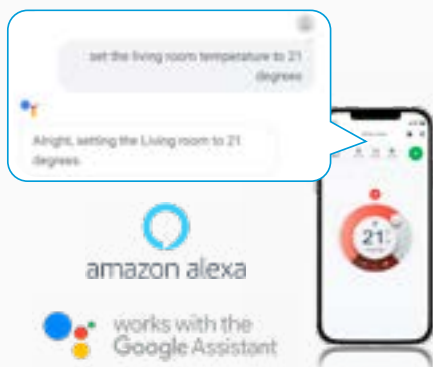 set the living room temperature to 21
degrees
Alright, setting the Living room to 21
degrees.
21
amazon alexa
works with the
Google Assistant